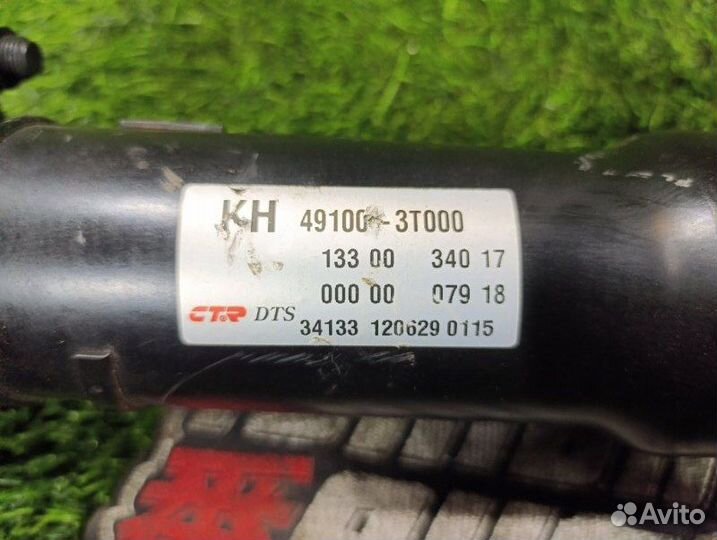 KH 49100-3T000
133 00 340 17
000 00 079 18
CTR DTS
34133 120629 0115
Avito